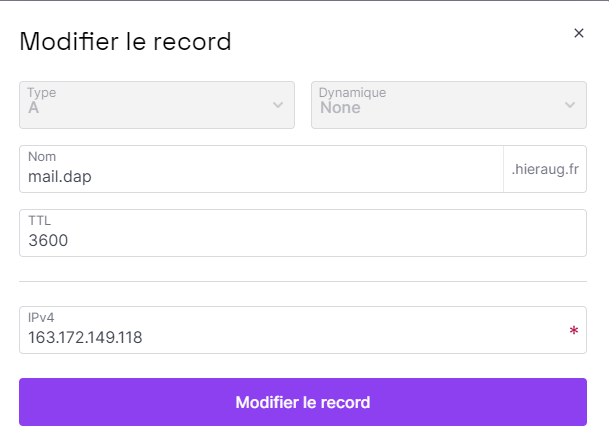 Modifier le record
Type
A
Dynamique
None
Nom
mail.dap
.hieraug.fr
TTL
3600
IPv4
163.172.149.118
*
Modifier le record